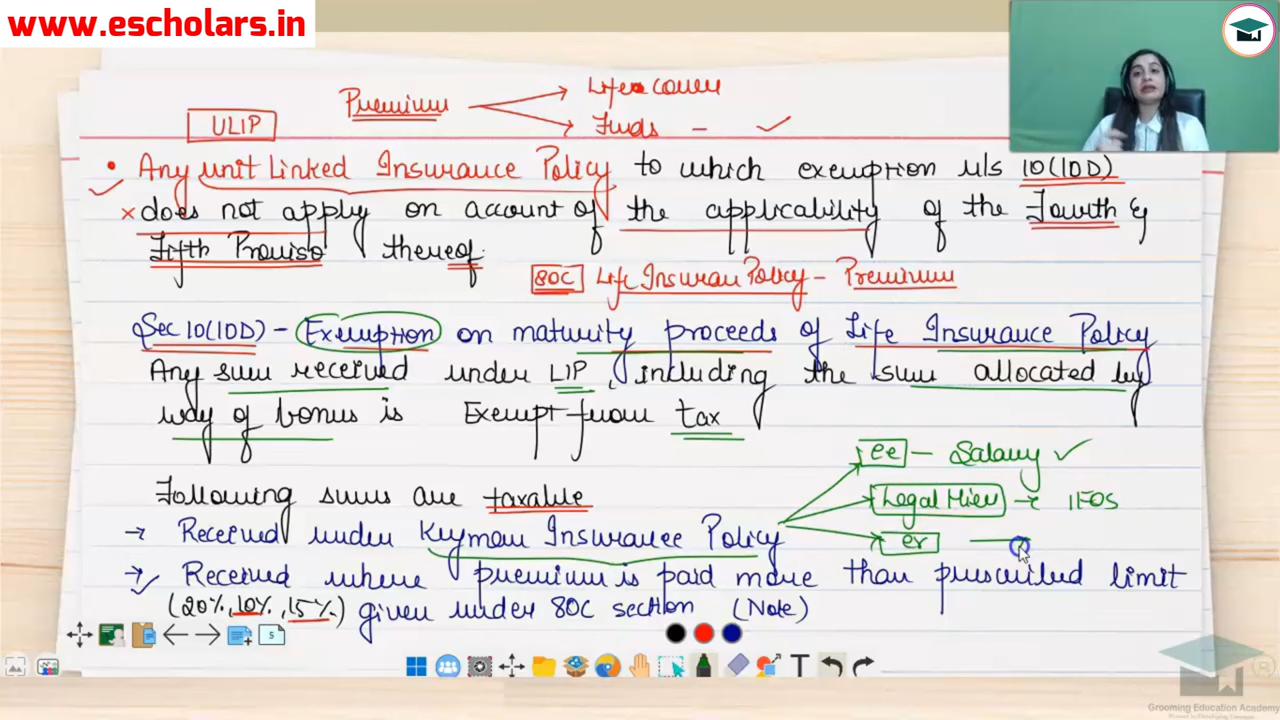 www.escholars.in
Premium
Life cover
Funds -
ULIP
• Any unit Linked Insurance Policy to which exemption u/s 10(10D)
does not apply on account of the applicability of the Fourth &
Fifth Proviso thereof.
80C Life Insuran Policy - Premium
Sec 10(10D) - Exemption on maturity proceeds of Life Insurance Policy
Any sum received under LIP, including the sum allocated by
way of bonus is Exempt from tax
ee - Salary
Following sums are taxable
Legal Hier → IFOS
→ Received under Keyman Insurance Policy
er
→ Received where premium is paid more than prescribed limit
(20%, 10%, 15%) given under 80C section (Note)
5
T
Grooming Education Academy